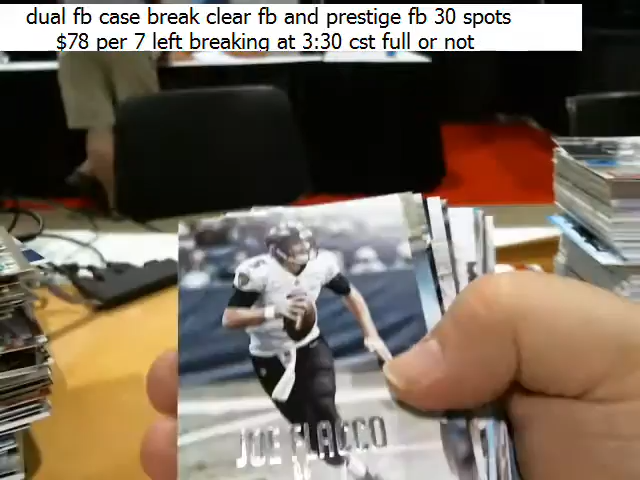 dual fb case break clear fb and prestige fb 30 spots
$78 per 7 left breaking at 3:30 cst full or not
JOE FLACCO